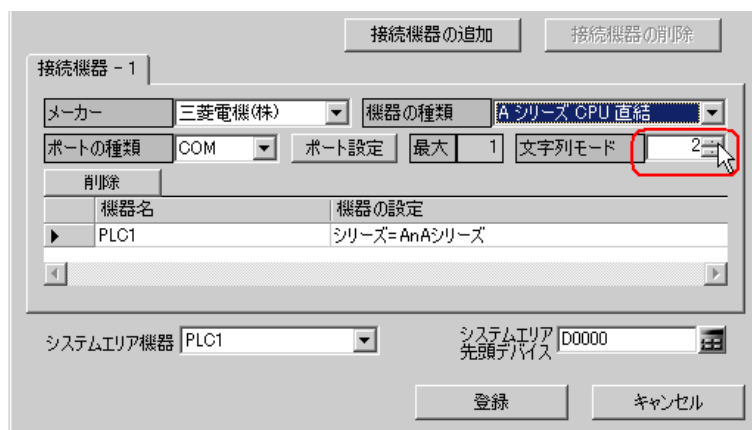 接続機器の追加 接続機器の削除
接続機器 - 1
メーカー 三菱電機(株) 機器の種類 A シリーズ CPU 直結
ポートの種類 COM ポート設定 最大 1 文字列モード 2
削除
機器名 機器の設定
PLC1 シリーズ=AnAシリーズ
システムエリア機器 PLC1 システムエリア
先頭デバイス D0000
登録 キャンセル